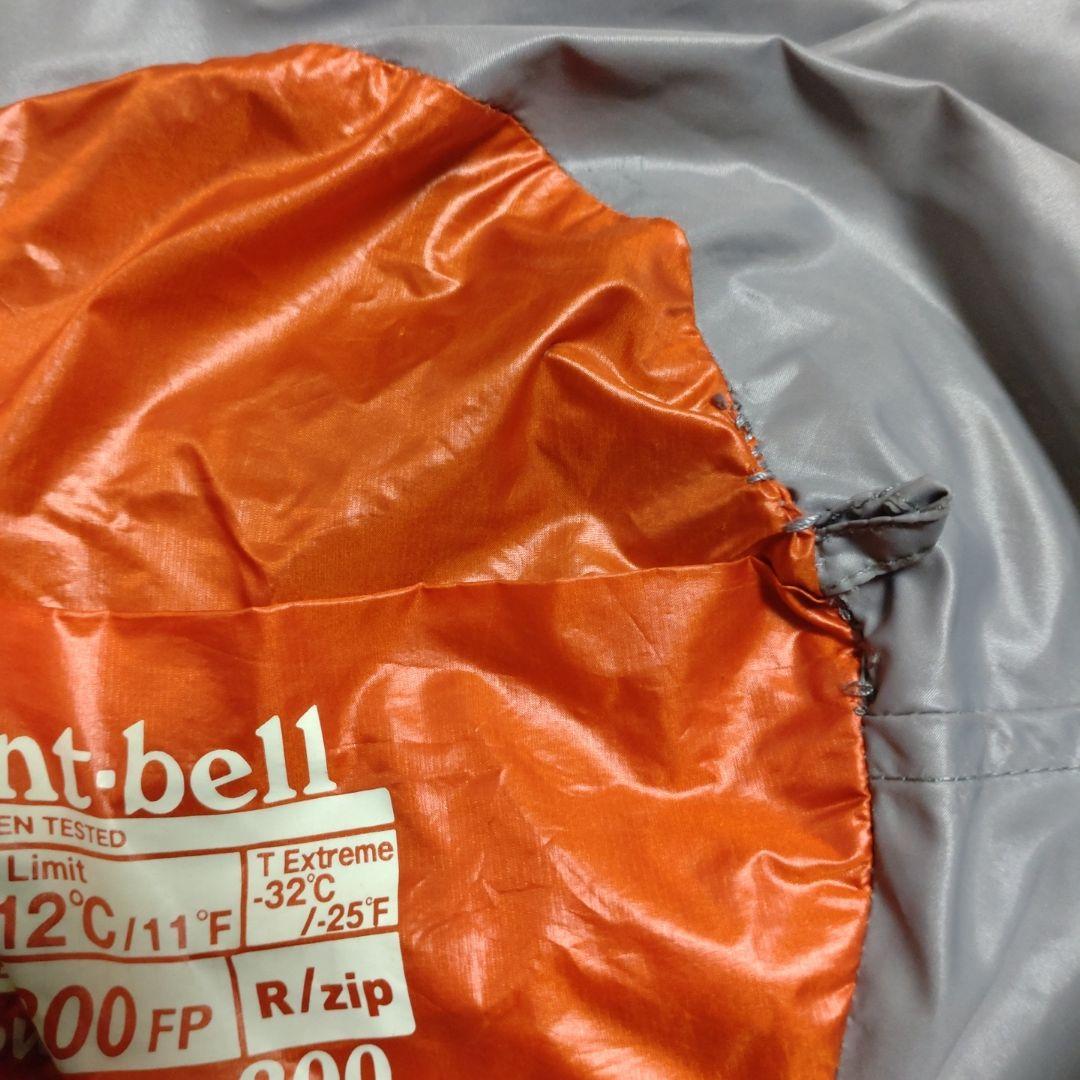 nt-bell
EN TESTED
Limit
12°C/11°F
T Extreme
-32°C
/-25°F
800 FP
R/zip